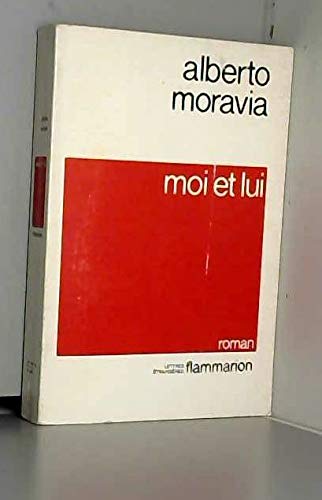 alberto
moravia
moi et lui
roman
lettres
étrangères flammarion